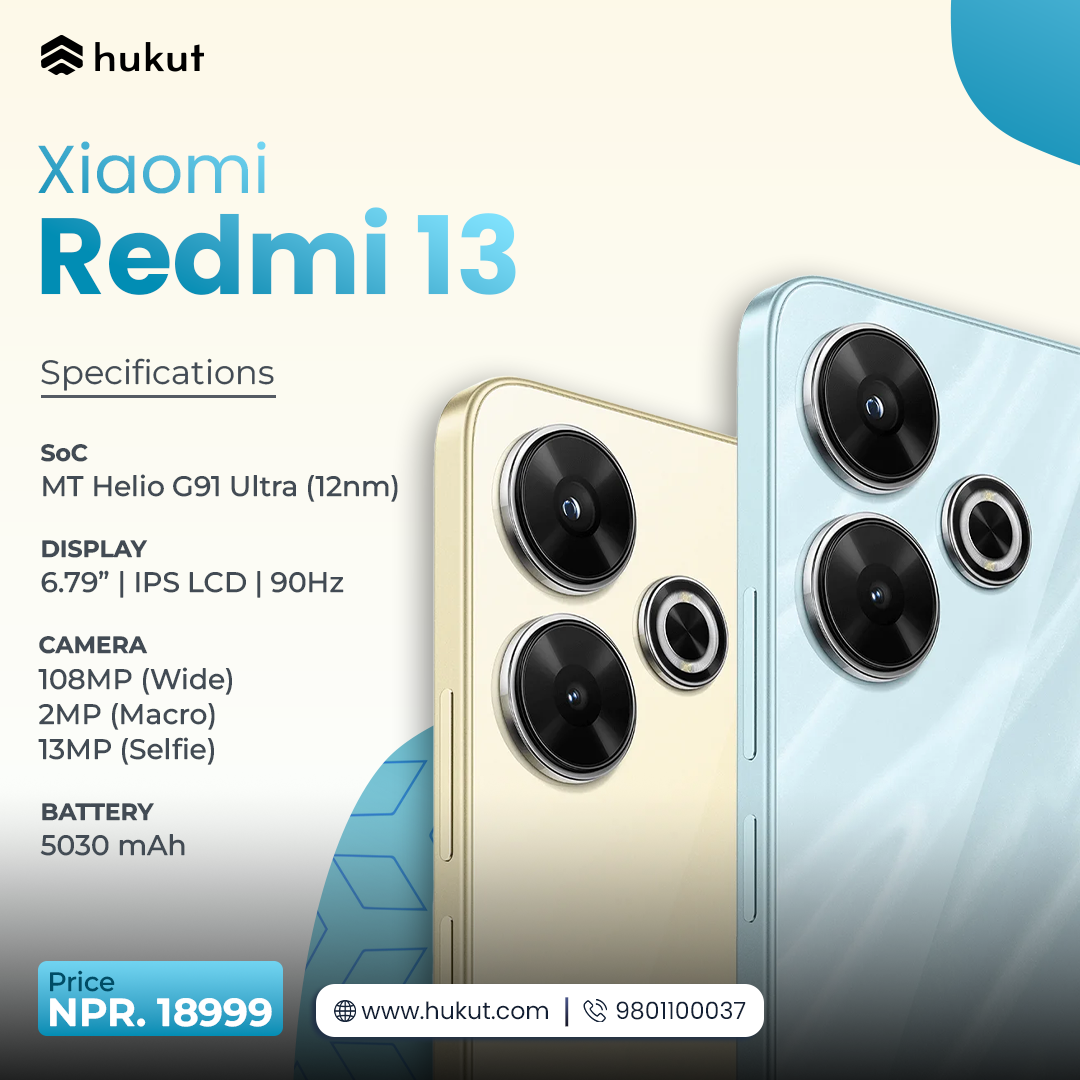 hukut
Xiaomi
Redmi 13
Specifications
SoC
MT Helio G91 Ultra (12nm)
DISPLAY
6.79” | IPS LCD | 90Hz
CAMERA
108MP (Wide)
2MP (Macro)
13MP (Selfie)
BATTERY
5030 mAh
Price
NPR. 18999
www.hukut.com | 9801100037